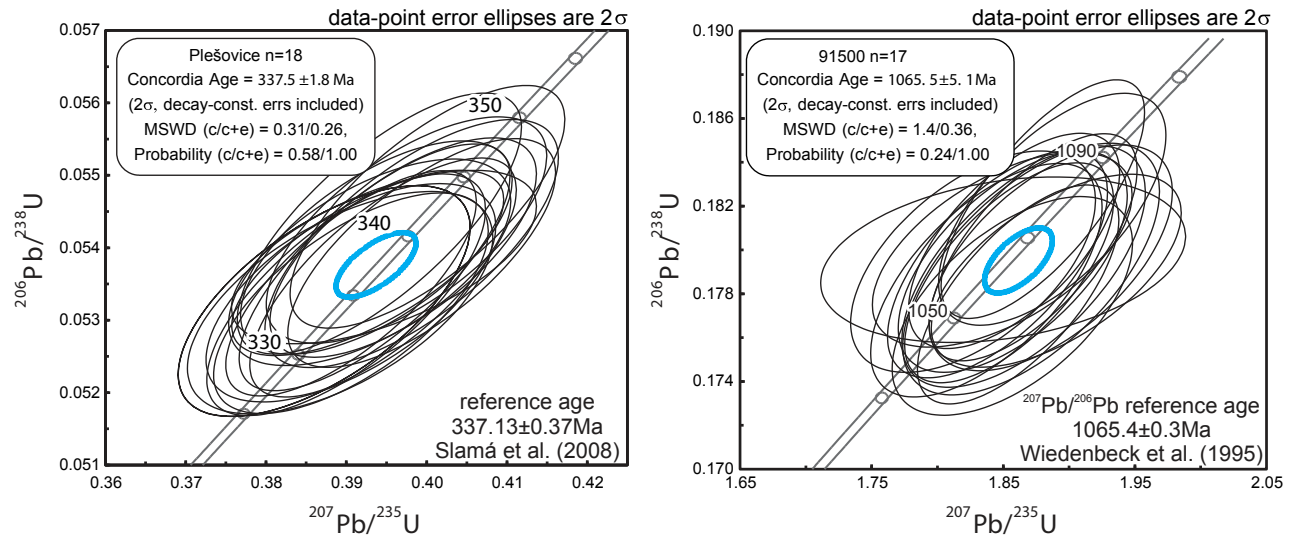 data-point error ellipses are 2σ
0.057
0.056
0.055
0.054
0.053
0.052
0.051
²⁰⁶Pb/²³⁸U
Plešovice n=18
Concordia Age = 337.5 ±1.8 Ma
(2σ, decay-const. errs included)
MSWD (c/c+e) = 0.31/0.26,
Probability (c/c+e) = 0.58/1.00
350
340
330
reference age
337.13±0.37Ma
Slamá et al. (2008)
0.36 0.37 0.38 0.39 0.40 0.41 0.42
²⁰⁷Pb/²³⁵U
data-point error ellipses are 2σ
0.190
0.186
0.182
0.178
0.174
0.170
²⁰⁶Pb/²³⁸U
91500 n=17
Concordia Age = 1065. 5±5. 1Ma
(2σ, decay-const. errs included)
MSWD (c/c+e) = 1.4/0.36,
Probability (c/c+e) = 0.24/1.00
1090
1050
²⁰⁷Pb/²⁰⁶Pb reference age
1065.4±0.3Ma
Wiedenbeck et al. (1995)
1.65 1.75 1.85 1.95 2.05
²⁰⁷Pb/²³⁵U